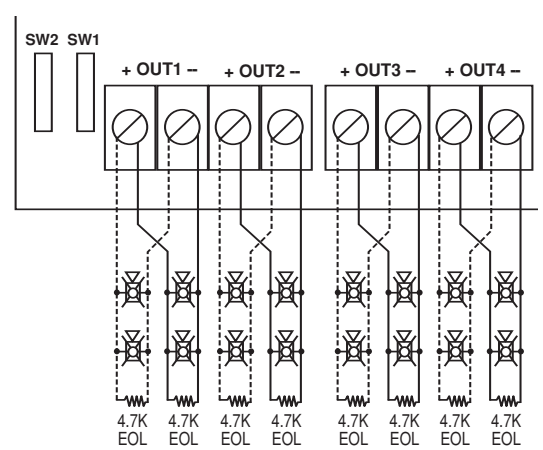 SW2 SW1
+ OUT1 – + OUT2 – + OUT3 – + OUT4 –
4.7K 4.7K 4.7K 4.7K 4.7K 4.7K 4.7K 4.7K
EOL EOL EOL EOL EOL EOL EOL EOL